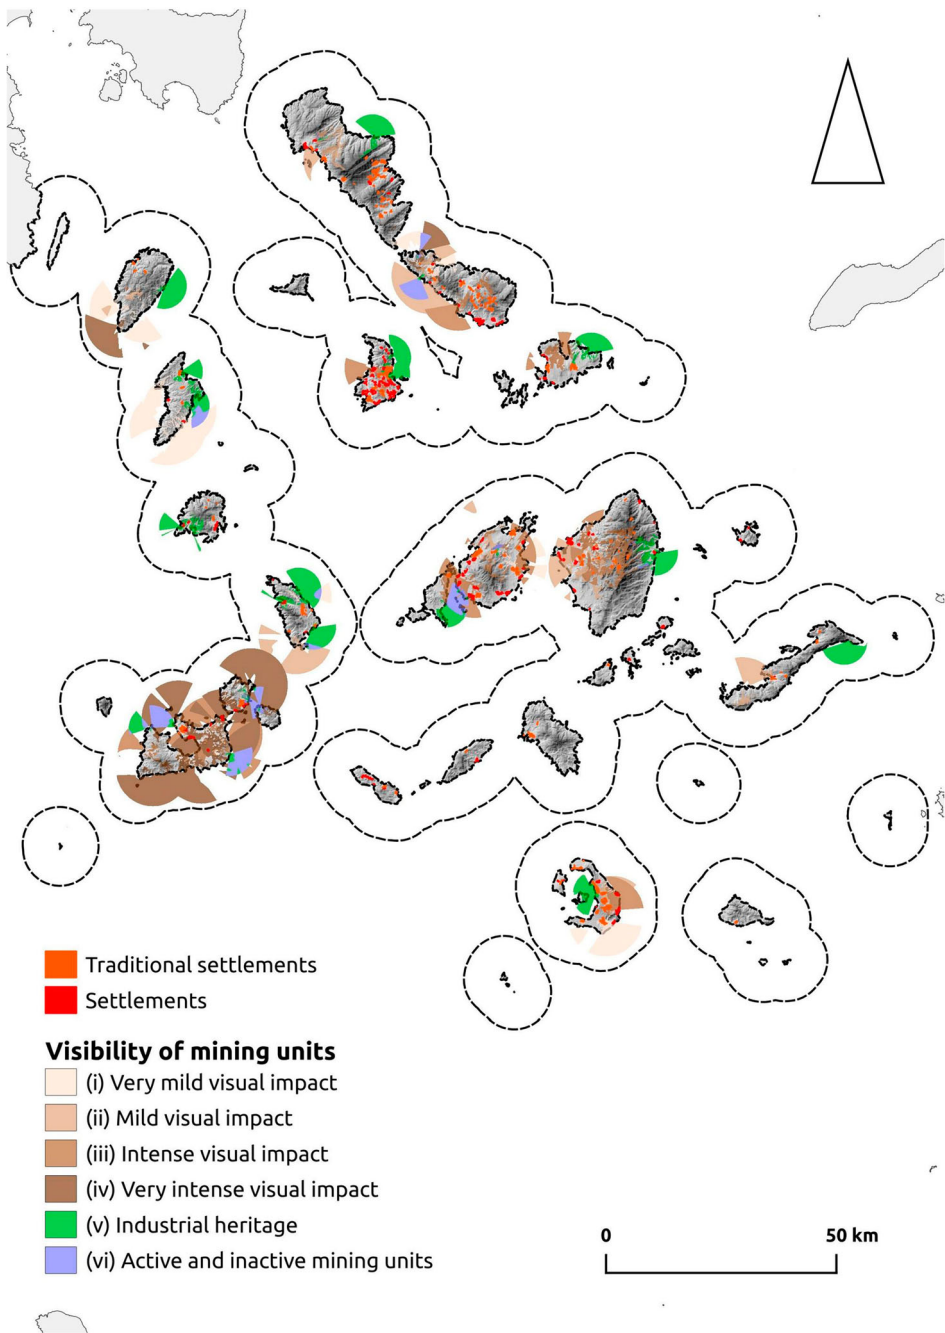 Traditional settlements
Settlements
Visibility of mining units
(i) Very mild visual impact
(ii) Mild visual impact
(iii) Intense visual impact
(iv) Very intense visual impact
(v) Industrial heritage
(vi) Active and inactive mining units
0 50 km